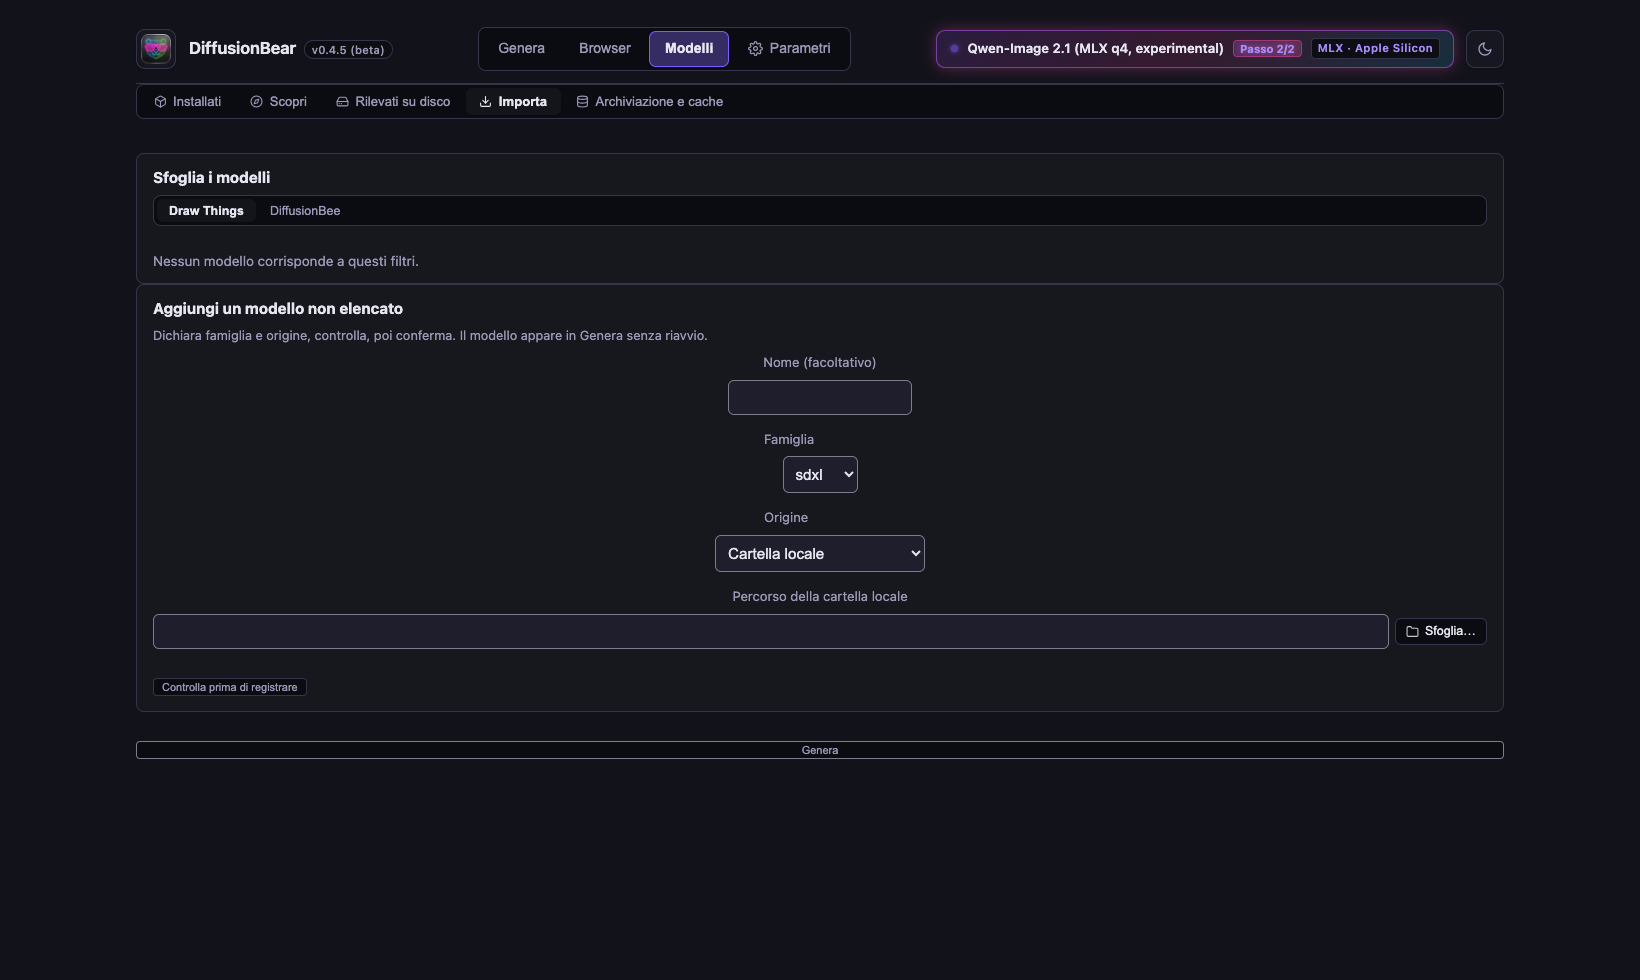 DiffusionBear v0.4.5 (beta) Genera Browser Modelli Parametri Qwen-Image 2.1 (MLX q4, experimental) Passo 2/2 MLX · Apple Silicon
Installati Scopri Rilevati su disco Importa Archiviazione e cache
Sfoglia i modelli
Draw Things DiffusionBee
Nessun modello corrisponde a questi filtri.
Aggiungi un modello non elencato
Dichiara famiglia e origine, controlla, poi conferma. Il modello appare in Genera senza riavvio.
Nome (facoltativo)
Famiglia
sdxl
Origine
Cartella locale
Percorso della cartella locale
Sfoglia...
Controlla prima di registrare
Genera